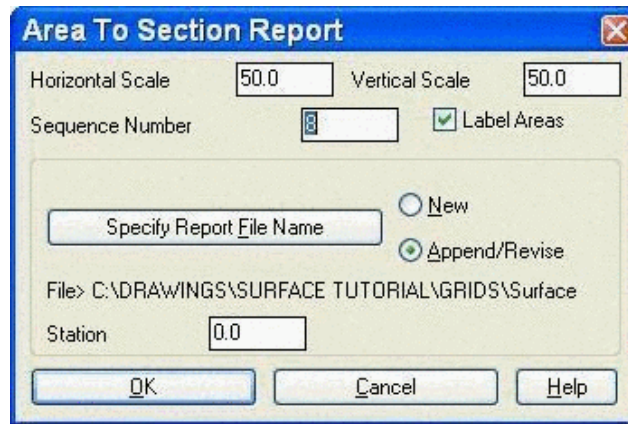 Area To Section Report
Horizontal Scale 50.0 Vertical Scale 50.0
Sequence Number 8 Label Areas
New
Specify Report File Name
Append/Revise
File> C:\DRAWINGS\SURFACE TUTORIAL\GRIDS\Surface
Station 0.0
OK Cancel Help